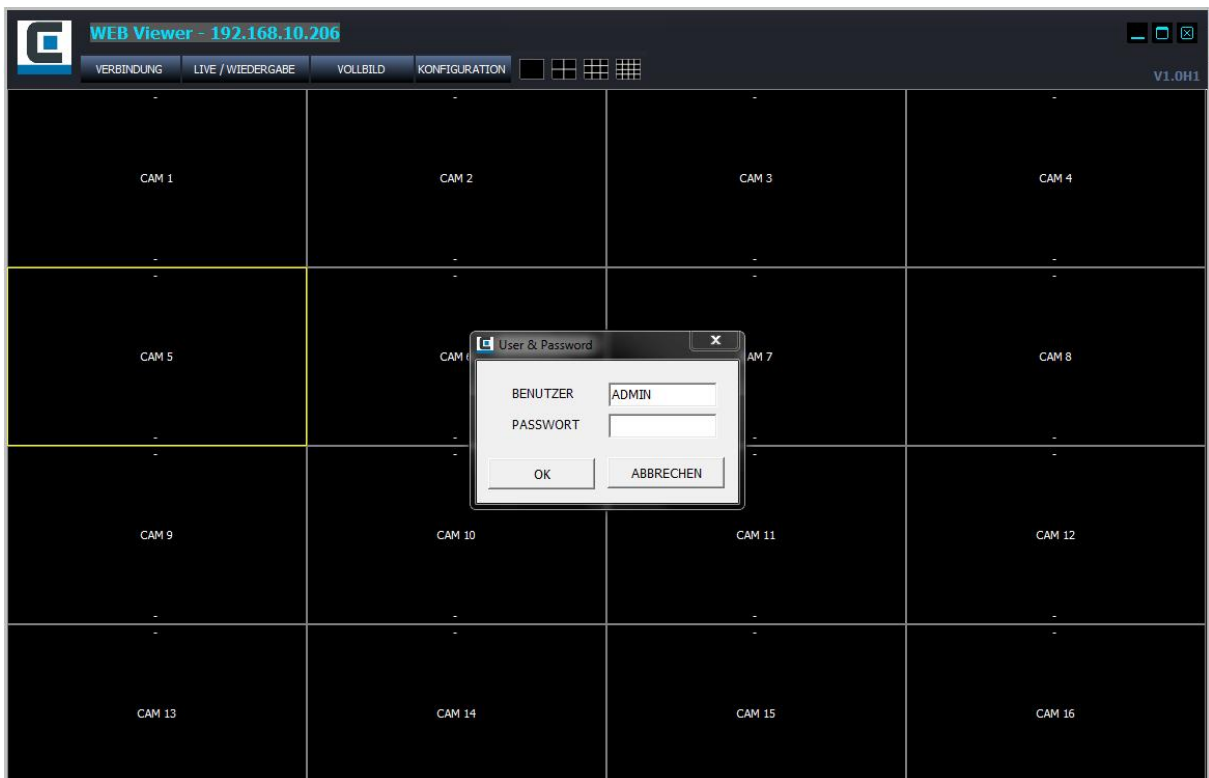 WEB Viewer - 192.168.10.206
VERBINDUNG LIVE / WIEDERGABE VOLLBILD KONFIGURATION
V1.0H1
CAM 1 CAM 2 CAM 3 CAM 4
CAM 5 CAM 6 AM 7 CAM 8
User & Password
BENUTZER ADMIN
PASSWORT
OK ABBRECHEN
CAM 9 CAM 10 CAM 11 CAM 12
CAM 13 CAM 14 CAM 15 CAM 16